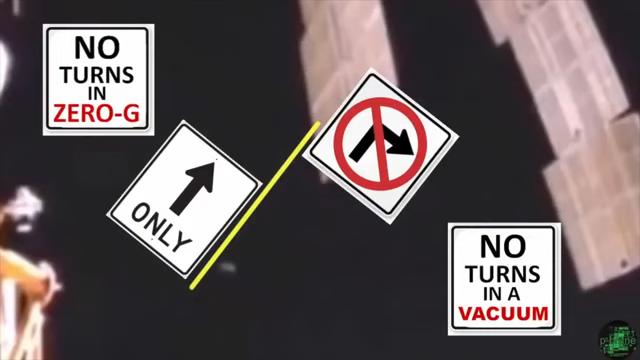 NO
TURNS
IN
ZERO-G
ONLY
NO
TURNS
IN A
VACUUM